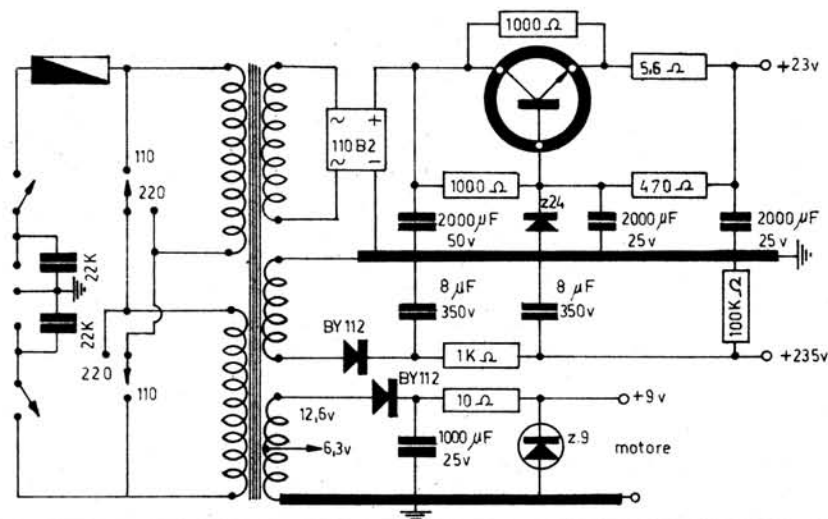 1000 Ω
5,6 Ω
+23v
110 B2
~
~
+
-
110
220
1000 Ω
470 Ω
z24
2000 µF
50v
2000 µF
25v
2000 µF
25v
22K
22K
8 µF
350v
8 µF
350v
100K Ω
BY112
1K Ω
+235v
220
110
BY112
10 Ω
+9v
12,6v
6,3v
1000 µF
25v
z.9
motore